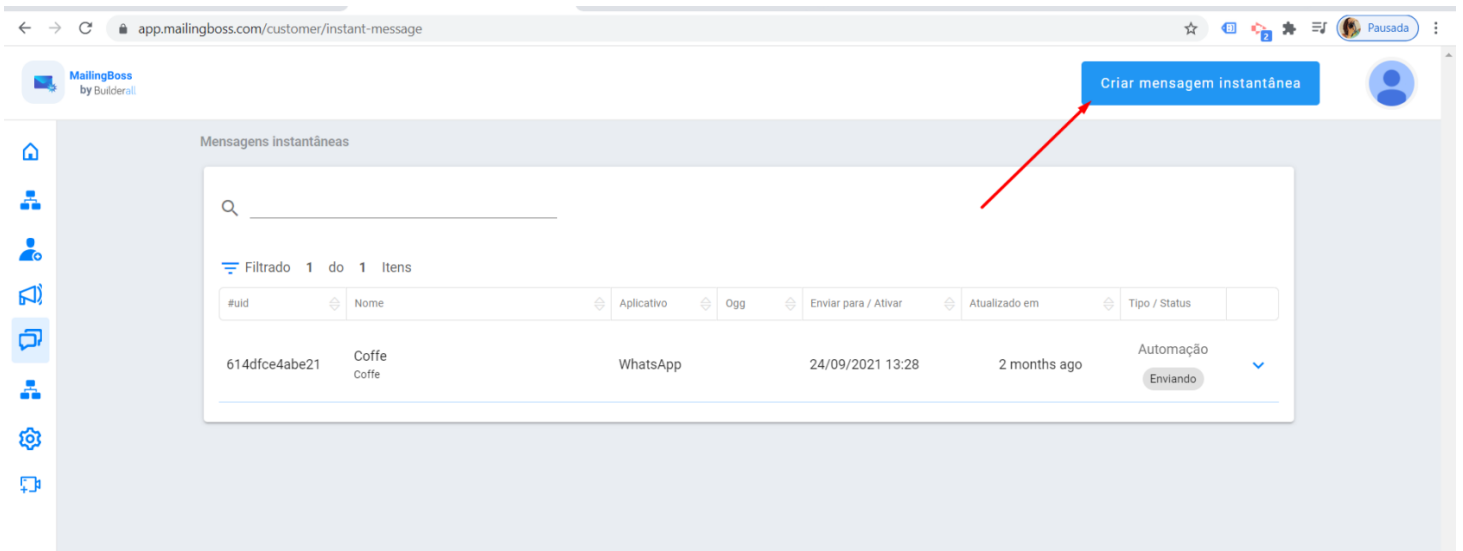 app.mailingboss.com/customer/instant-message
2
Pausada
MailingBoss
by Builderall
Criar mensagem instantânea
Mensagens instantâneas
Filtrado 1 do 1 Itens
#uid Nome Aplicativo Ogg Enviar para / Ativar Atualizado em Tipo / Status
614dfce4abe21 Coffe WhatsApp 24/09/2021 13:28 2 months ago Automação
Coffe Enviando